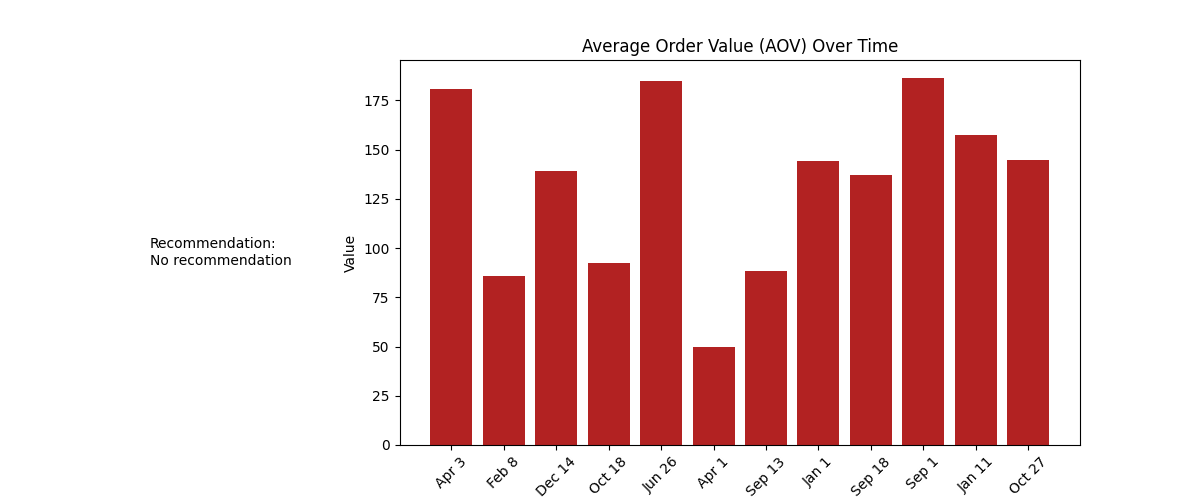 Average Order Value (AOV) Over Time
175
150
125
100
75
50
25
0
Value
Recommendation:
No recommendation
Apr 3
Feb 8
Dec 14
Oct 18
Jun 26
Apr 1
Sep 13
Jan 1
Sep 18
Sep 1
Jan 11
Oct 27